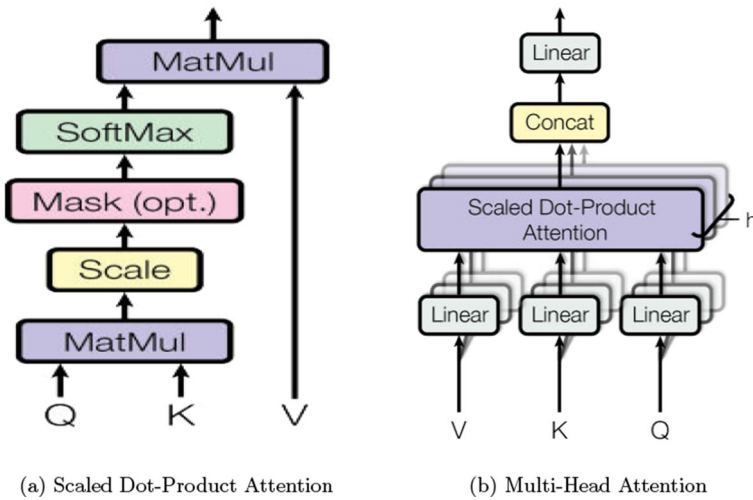 MatMul
SoftMax
Mask (opt.)
Scale
MatMul
Q K V
(a) Scaled Dot-Product Attention
Linear
Concat
Scaled Dot-Product
Attention
h
Linear Linear Linear
V K Q
(b) Multi-Head Attention